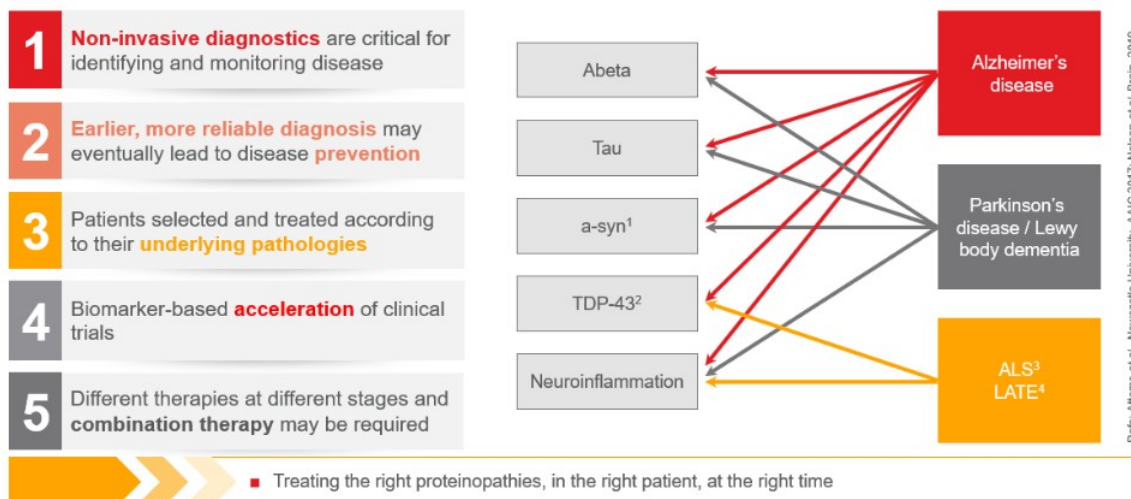 1
Non-invasive diagnostics are critical for
identifying and monitoring disease
2
Earlier, more reliable diagnosis may
eventually lead to disease prevention
3
Patients selected and treated according
to their underlying pathologies
4
Biomarker-based acceleration of clinical
trials
5
Different therapies at different stages and
combination therapy may be required
Abeta
Tau
a-syn¹
TDP-43²
Neuroinflammation
Alzheimer's
disease
Parkinson's
disease / Lewy
body dementia
ALS³
LATE⁴
■ Treating the right proteinopathies, in the right patient, at the right time